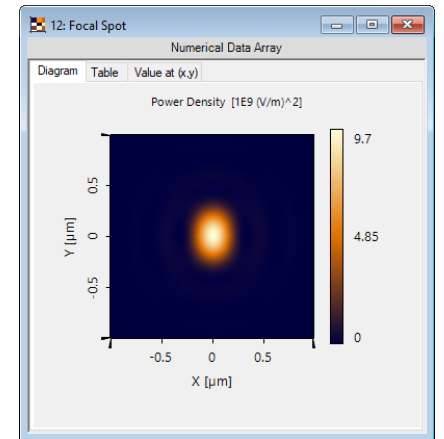 12: Focal Spot
Numerical Data Array
Diagram Table Value at (x,y)
Power Density [1E9 (V/m)^2]
9.7
4.85
0
Y [µm]
0.5
0
-0.5
-0.5 0 0.5
X [µm]